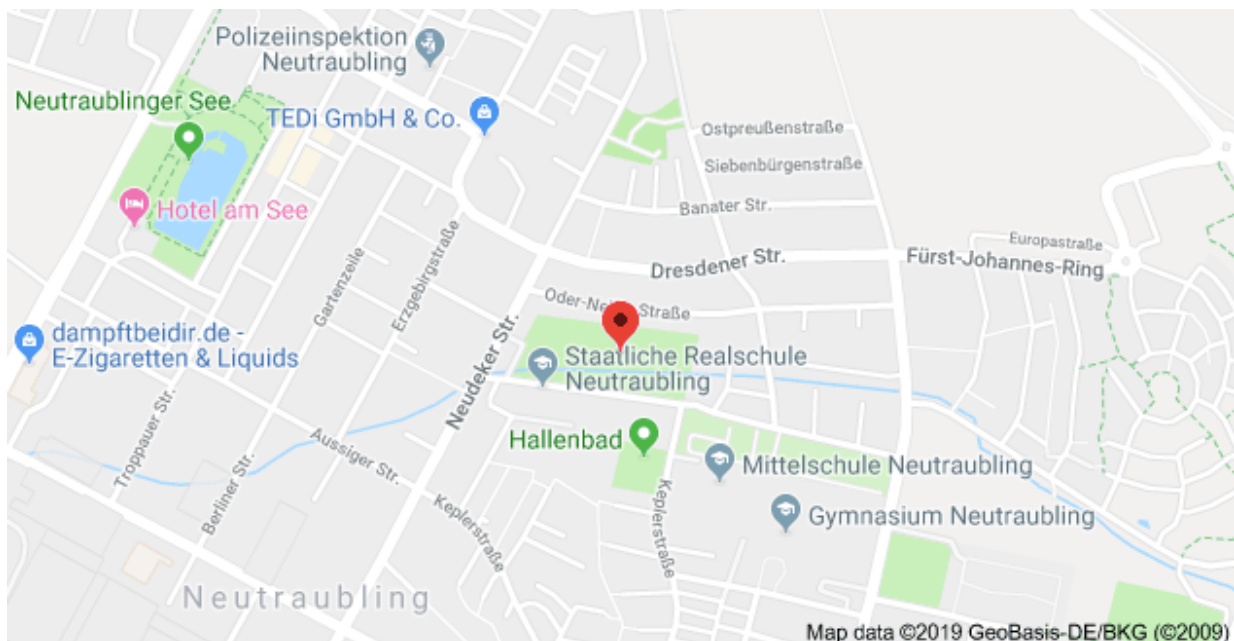 Polizeiinspektion
Neutraubling
Neutraublinger See
TEDi GmbH & Co.
Ostpreußenstraße
Siebenbürgenstraße
Hotel am See
Banater Str.
Europastraße
Fürst-Johannes-Ring
Dresdener Str.
Gartenzeile
Erzgebirgstraße
Straße
dampftbeidir.de -
E-Zigaretten & Liquids
Neudeker Str.
Staatliche Realschule
Neutraubling
Troppauer Str.
Berliner Str.
Aussiger Str.
Hallenbad
Mittelschule Neutraubling
Keplerstraße
Keplerstraße
Gymnasium Neutraubling
Neutraubling
Map data ©2019 GeoBasis-DE/BKG (©2009)